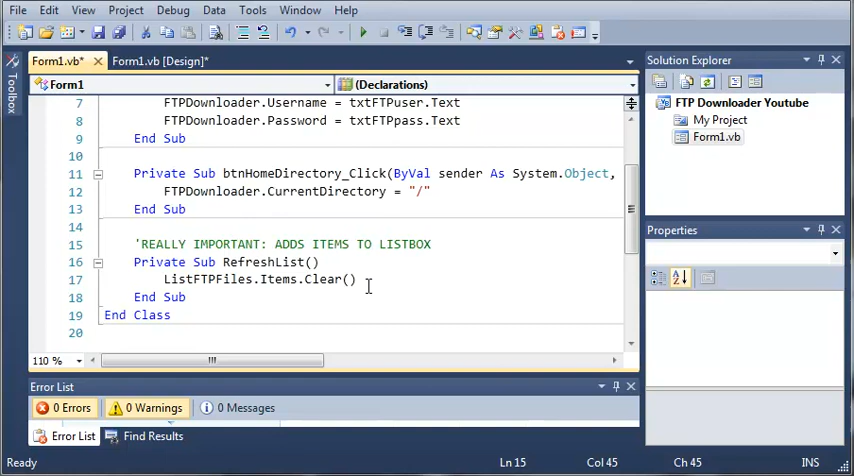 File Edit View Project Debug Data Tools Window Help
Form1.vb* Form1.vb [Design]*
Toolbox
Form1 (Declarations)
7 FTPDownloader.Username = txtFTPuser.Text
8 FTPDownloader.Password = txtFTPpass.Text
9 End Sub
10
11 Private Sub btnHomeDirectory_Click(ByVal sender As System.Object,
12 FTPDownloader.CurrentDirectory = "/"
13 End Sub
14
15 'REALLY IMPORTANT: ADDS ITEMS TO LISTBOX
16 Private Sub RefreshList()
17 ListFTPFiles.Items.Clear()
18 End Sub
19 End Class
20
110 %
Solution Explorer
FTP Downloader Youtube
My Project
Form1.vb
Properties
Error List
0 Errors 0 Warnings 0 Messages
Error List Find Results
Ready Ln 15 Col 45 Ch 45 INS